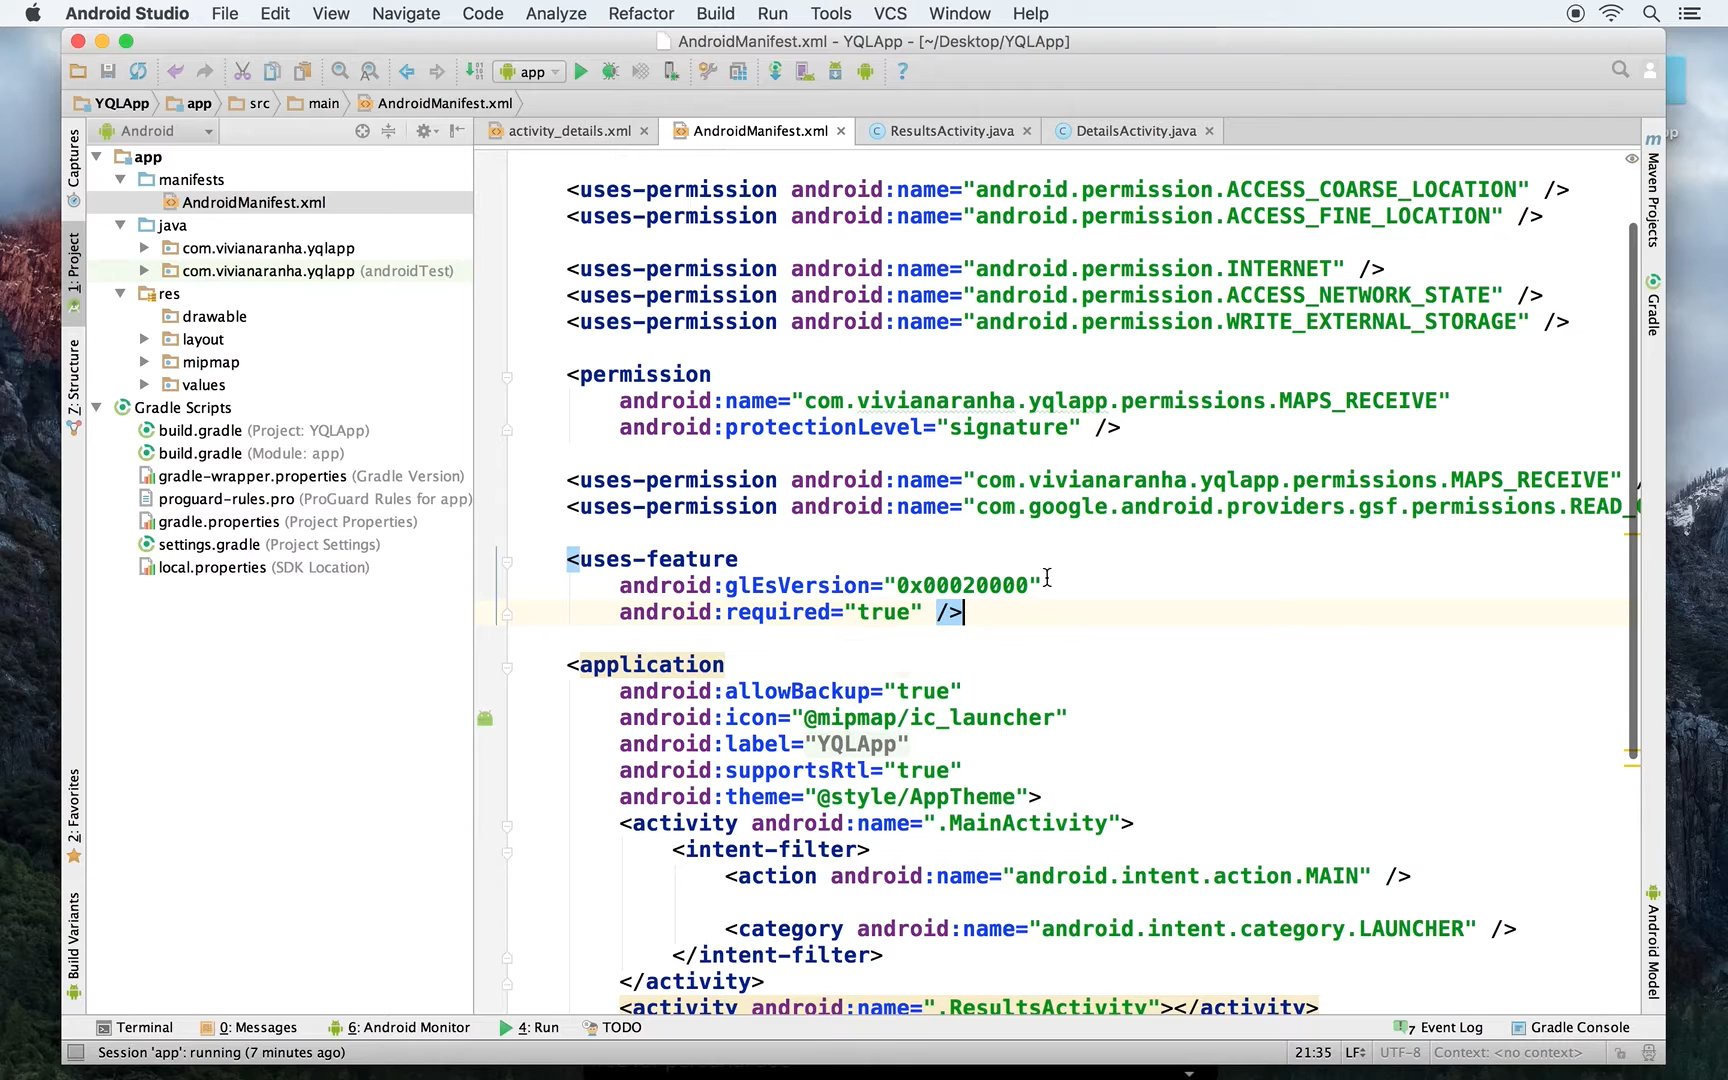 Android Studio File Edit View Navigate Code Analyze Refactor Build Run Tools VCS Window Help
AndroidManifest.xml - YQLApp - [~/Desktop/YQLApp]
app
YQLApp app src main AndroidManifest.xml
Android
activity_details.xml AndroidManifest.xml ResultsActivity.java DetailsActivity.java
Captures
1: Project
Z: Structure
2: Favorites
Build Variants
app
manifests
AndroidManifest.xml
java
com.vivianaranha.yqlapp
com.vivianaranha.yqlapp (androidTest)
res
drawable
layout
mipmap
values
Gradle Scripts
build.gradle (Project: YQLApp)
build.gradle (Module: app)
gradle-wrapper.properties (Gradle Version)
proguard-rules.pro (ProGuard Rules for app)
gradle.properties (Project Properties)
settings.gradle (Project Settings)
local.properties (SDK Location)
<uses-permission android:name="android.permission.ACCESS_COARSE_LOCATION" />
<uses-permission android:name="android.permission.ACCESS_FINE_LOCATION" />
<uses-permission android:name="android.permission.INTERNET" />
<uses-permission android:name="android.permission.ACCESS_NETWORK_STATE" />
<uses-permission android:name="android.permission.WRITE_EXTERNAL_STORAGE" />
<permission
android:name="com.vivianaranha.yqlapp.permissions.MAPS_RECEIVE"
android:protectionLevel="signature" />
<uses-permission android:name="com.vivianaranha.yqlapp.permissions.MAPS_RECEIVE" /
<uses-permission android:name="com.google.android.providers.gsf.permissions.READ_
<uses-feature
android:glEsVersion="0x00020000"
android:required="true" />
<application
android:allowBackup="true"
android:icon="@mipmap/ic_launcher"
android:label="YQLApp"
android:supportsRtl="true"
android:theme="@style/AppTheme">
<activity android:name=".MainActivity">
<intent-filter>
<action android:name="android.intent.action.MAIN" />
<category android:name="android.intent.category.LAUNCHER" />
</intent-filter>
</activity>
<activity android:name=".ResultsActivity"></activity>
Maven Projects
Gradle
Android Model
Terminal 0: Messages 6: Android Monitor 4: Run TODO 7 Event Log Gradle Console
Session 'app': running (7 minutes ago) 21:35 LF UTF-8 Context: <no context>